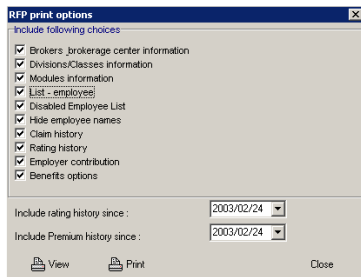 RFP print options
Include following choices
Brokers ,brokerage center information
Divisions/Classes information
Modules information
List - employee
Disabled Employee List
Hide employee names
Claim history
Rating history
Employer contribution
Benefits options
Include rating history since : 2003/02/24
Include Premium history since : 2003/02/24
View Print Close